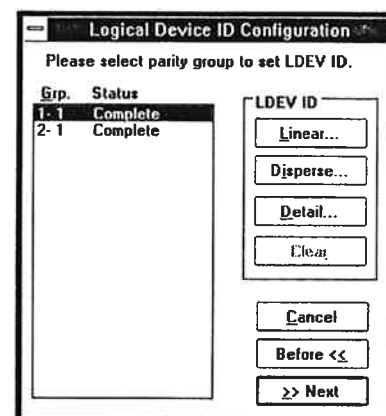 Logical Device ID Configuration
Please select parity group to set LDEV ID.
Grp. Status
1- 1 Complete
2- 1 Complete
LDEV ID
Linear...
Disperse...
Detail...
Clear
Cancel
Before <<
>> Next